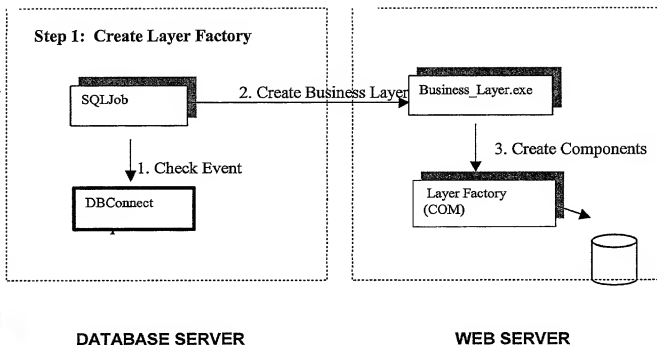 Step 1: Create Layer Factory
SQLJob
2. Create Business Layer
Business_Layer.exe
1. Check Event
3. Create Components
DBConnect
Layer Factory
(COM)
DATABASE SERVER
WEB SERVER